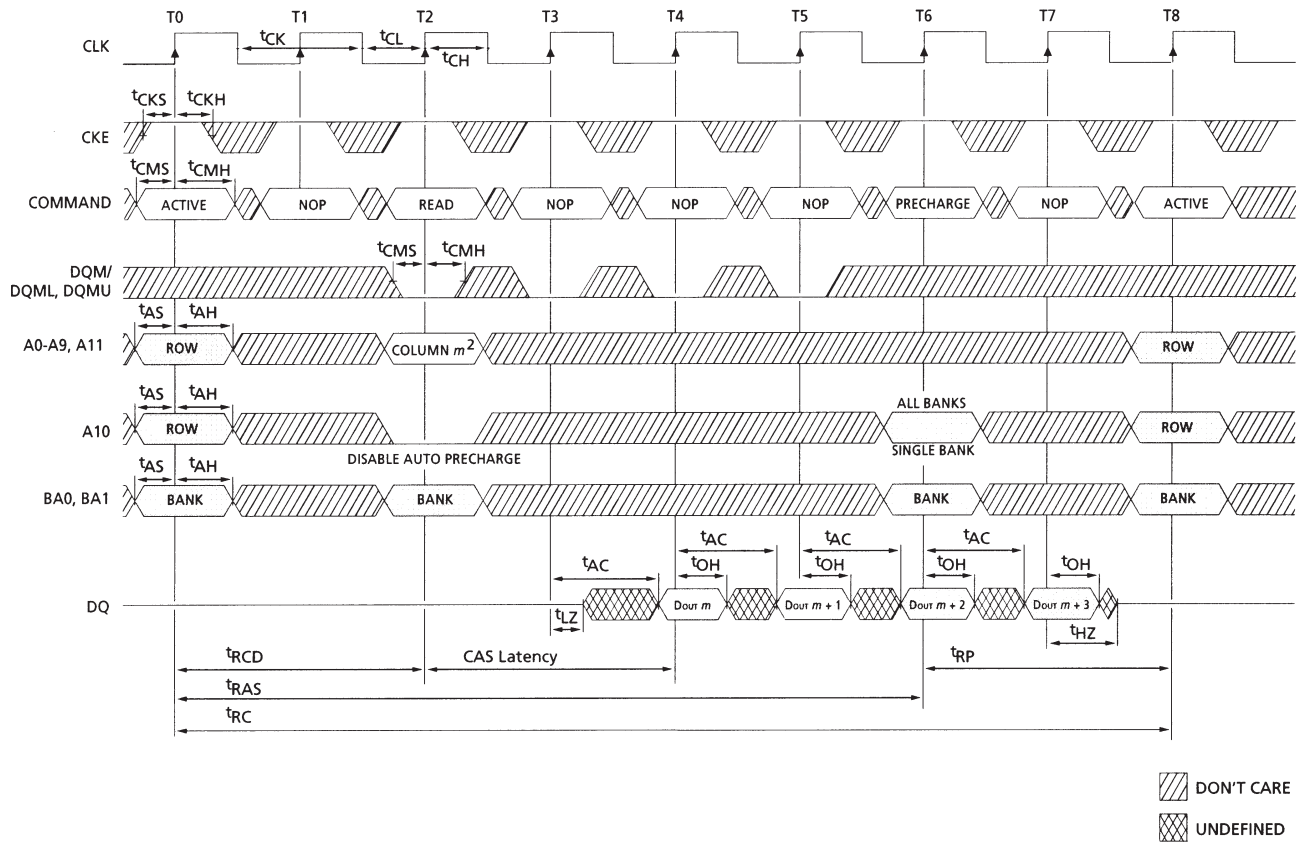 T0 T1 T2 T3 T4 T5 T6 T7 T8
CLK
tCK tCL
tCH
tCKS tCKH
CKE
tCMS tCMH
COMMAND ACTIVE NOP READ NOP NOP NOP PRECHARGE NOP ACTIVE
tCMS tCMH
DQM/
DQML, DQMU
tAS tAH
A0-A9, A11 ROW COLUMN m2 ROW
tAS tAH
ALL BANKS
A10 ROW ROW
DISABLE AUTO PRECHARGE SINGLE BANK
tAS tAH
BA0, BA1 BANK BANK BANK BANK
tAC tAC tAC tAC
tOH tOH tOH tOH
DQ DOUT m DOUT m + 1 DOUT m + 2 DOUT m + 3
tLZ tHZ
tRCD CAS Latency tRP
tRAS
tRC
DON'T CARE
UNDEFINED